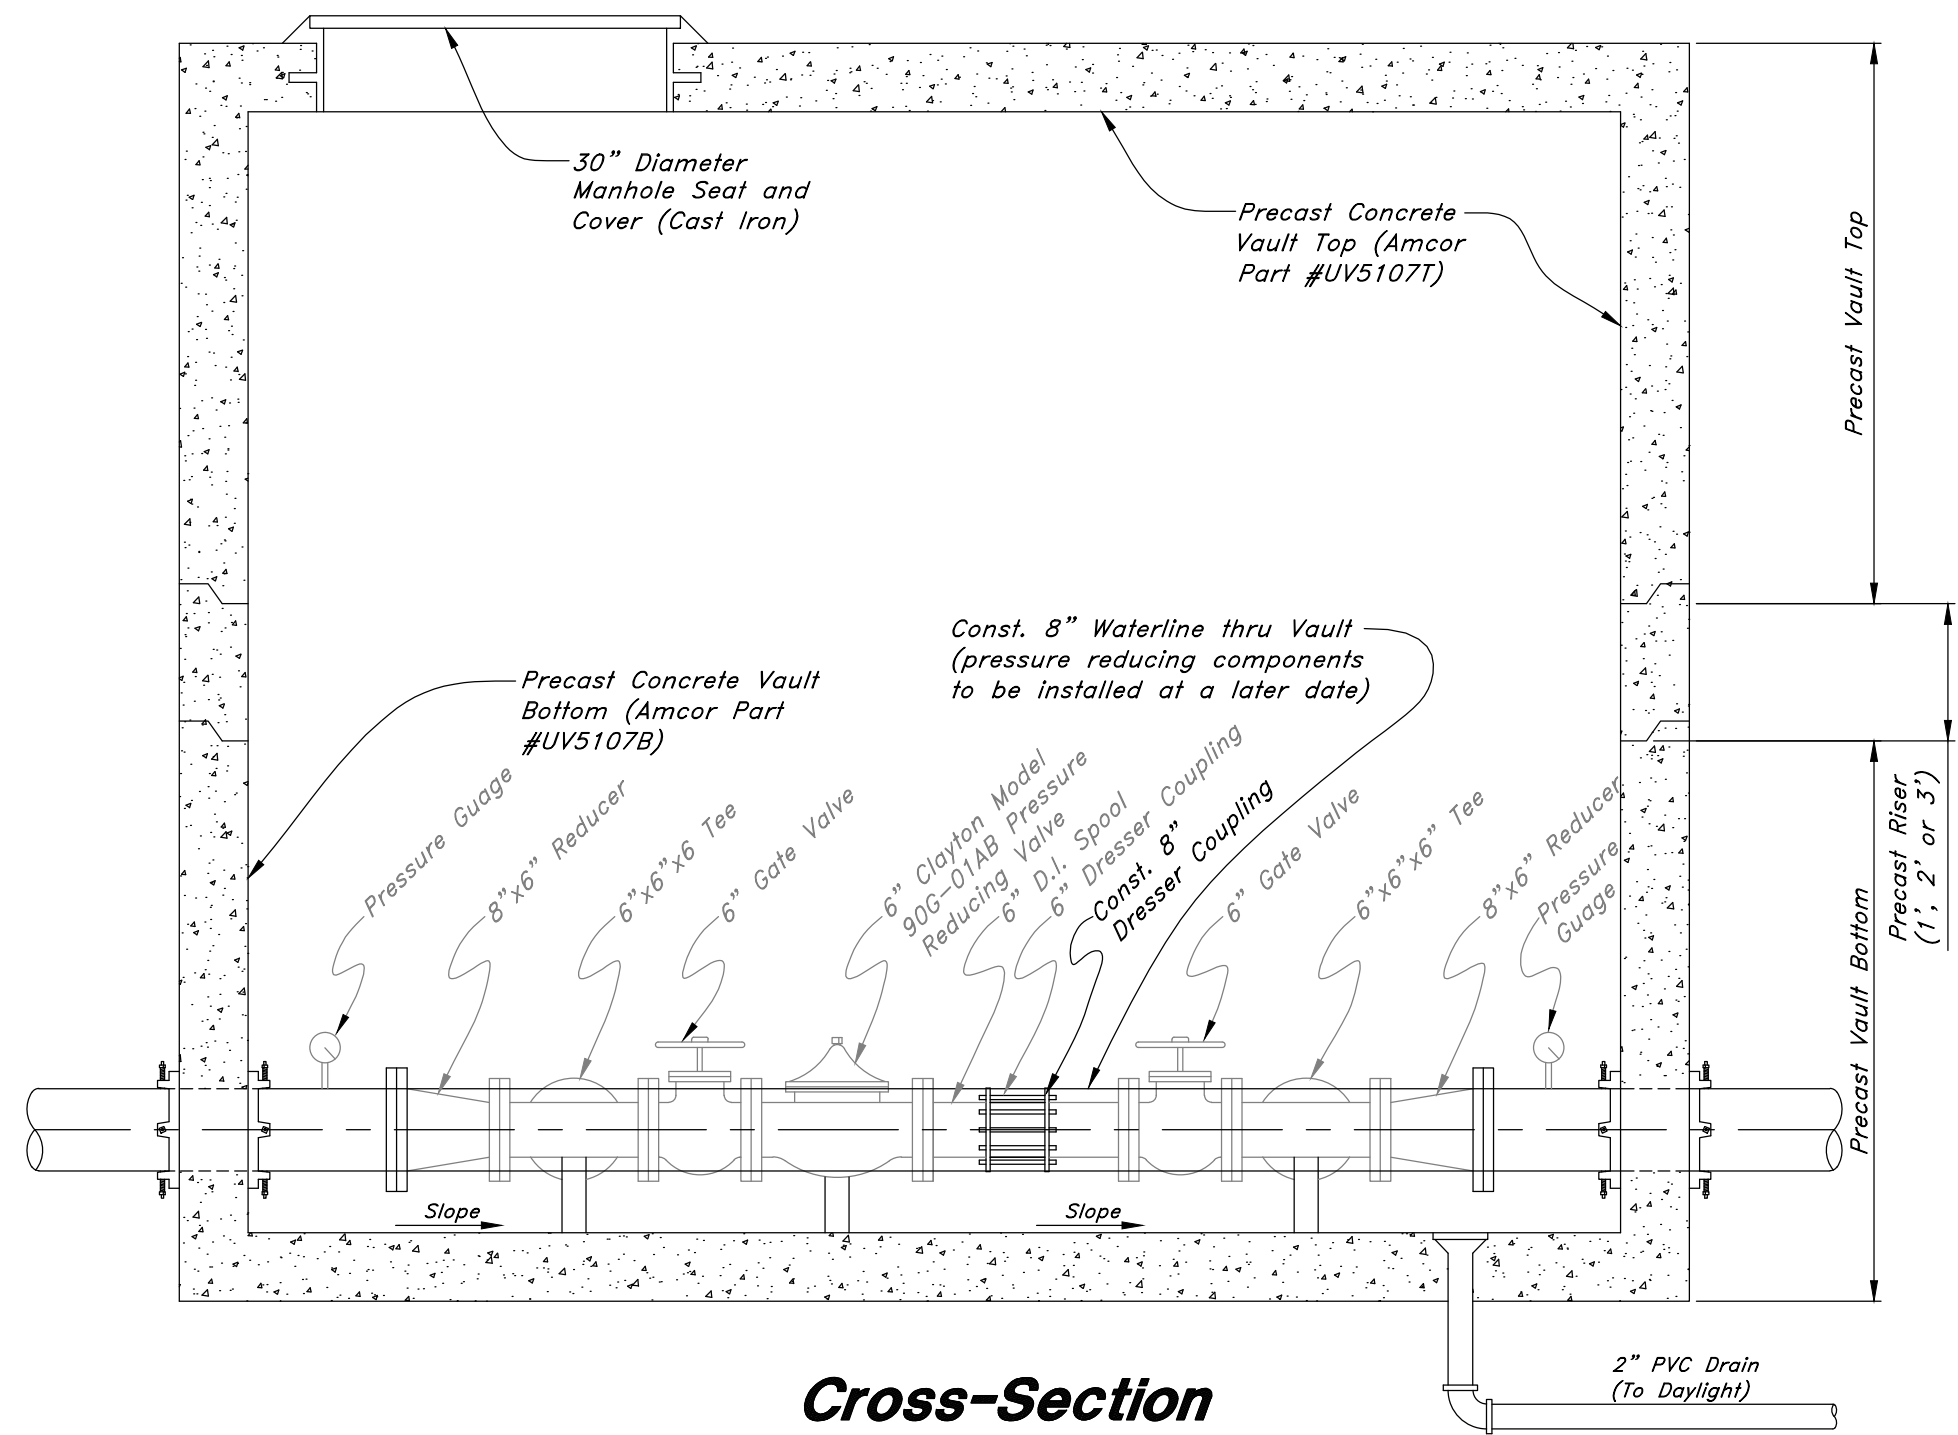 30” Diameter
Manhole Seat and
Cover (Cast Iron)
Precast Concrete
Vault Top (Amcor
Part #UV5107T)
Precast Vault Top
Const. 8” Waterline thru Vault
(pressure reducing components
to be installed at a later date)
Precast Concrete Vault
Bottom (Amcor Part
#UV5107B)
Pressure Guage
8”x6” Reducer
6”x6”x6 Tee
6” Gate Valve
6” Clayton Model
90G-01AB Pressure
Reducing Valve
6” D.I. Spool
6” Dresser Coupling
Const. 8”
Dresser Coupling
6” Gate Valve
6”x6”x6” Tee
8”x6” Reducer
Pressure
Guage
Precast Riser
(1’, 2’ or 3’)
Precast Vault Bottom
Slope
Slope
2” PVC Drain
(To Daylight)
Cross-Section